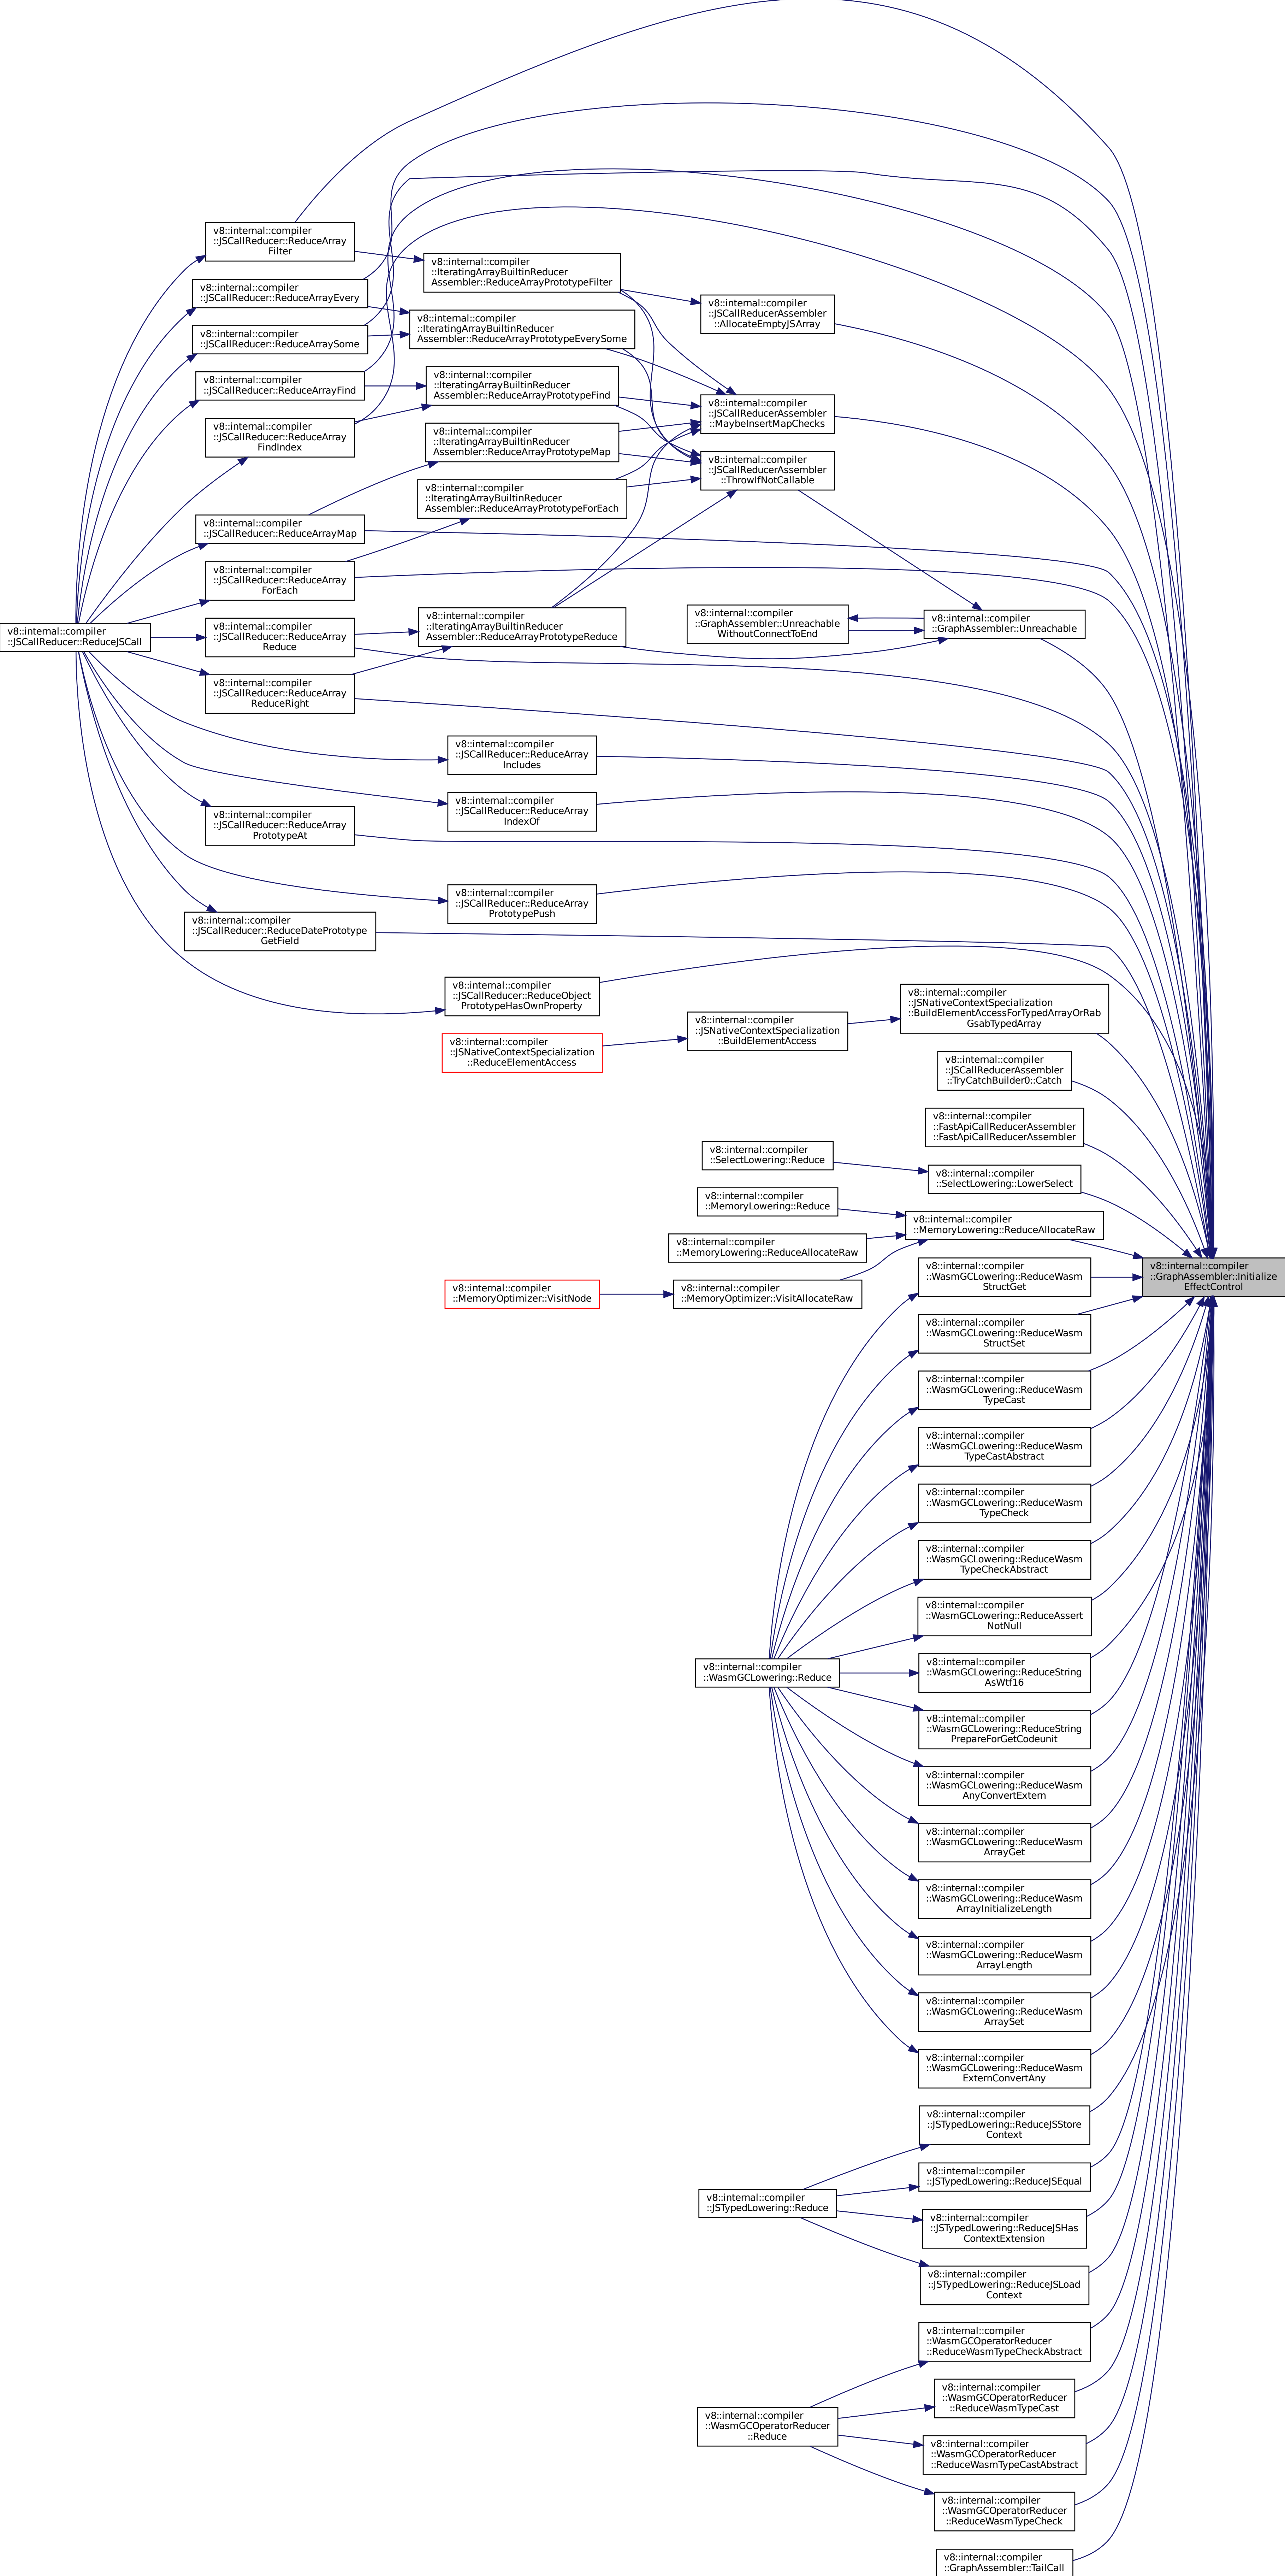 v8::internal::compiler
::JSCallReducer::ReduceArray
Filter
v8::internal::compiler
::IteratingArrayBuiltinReducer
Assembler::ReduceArrayPrototypeFilter
v8::internal::compiler
::JSCallReducer::ReduceArrayEvery
v8::internal::compiler
::JSCallReducerAssembler
::AllocateEmptyJSArray
v8::internal::compiler
::IteratingArrayBuiltinReducer
Assembler::ReduceArrayPrototypeEverySome
v8::internal::compiler
::JSCallReducer::ReduceArraySome
v8::internal::compiler
::JSCallReducer::ReduceArrayFind
v8::internal::compiler
::IteratingArrayBuiltinReducer
Assembler::ReduceArrayPrototypeFind
v8::internal::compiler
::JSCallReducerAssembler
::MaybeInsertMapChecks
v8::internal::compiler
::JSCallReducer::ReduceArray
FindIndex
v8::internal::compiler
::IteratingArrayBuiltinReducer
Assembler::ReduceArrayPrototypeMap
v8::internal::compiler
::JSCallReducerAssembler
::ThrowIfNotCallable
v8::internal::compiler
::IteratingArrayBuiltinReducer
Assembler::ReduceArrayPrototypeForEach
v8::internal::compiler
::JSCallReducer::ReduceArrayMap
v8::internal::compiler
::JSCallReducer::ReduceArray
ForEach
v8::internal::compiler
::JSCallReducer::ReduceJSCall
v8::internal::compiler
::JSCallReducer::ReduceArray
Reduce
v8::internal::compiler
::IteratingArrayBuiltinReducer
Assembler::ReduceArrayPrototypeReduce
v8::internal::compiler
::GraphAssembler::Unreachable
WithoutConnectToEnd
v8::internal::compiler
::GraphAssembler::Unreachable
v8::internal::compiler
::JSCallReducer::ReduceArray
ReduceRight
v8::internal::compiler
::JSCallReducer::ReduceArray
Includes
v8::internal::compiler
::JSCallReducer::ReduceArray
IndexOf
v8::internal::compiler
::JSCallReducer::ReduceArray
PrototypeAt
v8::internal::compiler
::JSCallReducer::ReduceArray
PrototypePush
v8::internal::compiler
::JSCallReducer::ReduceDatePrototype
GetField
v8::internal::compiler
::JSCallReducer::ReduceObject
PrototypeHasOwnProperty
v8::internal::compiler
::JSNativeContextSpecialization
::BuildElementAccessForTypedArrayOrRab
GsabTypedArray
v8::internal::compiler
::JSNativeContextSpecialization
::BuildElementAccess
v8::internal::compiler
::JSNativeContextSpecialization
::ReduceElementAccess
v8::internal::compiler
::JSCallReducerAssembler
::TryCatchBuilder0::Catch
v8::internal::compiler
::FastApiCallReducerAssembler
::FastApiCallReducerAssembler
v8::internal::compiler
::SelectLowering::Reduce
v8::internal::compiler
::SelectLowering::LowerSelect
v8::internal::compiler
::MemoryLowering::Reduce
v8::internal::compiler
::MemoryLowering::ReduceAllocateRaw
v8::internal::compiler
::MemoryLowering::ReduceAllocateRaw
v8::internal::compiler
::MemoryOptimizer::VisitNode
v8::internal::compiler
::MemoryOptimizer::VisitAllocateRaw
v8::internal::compiler
::GraphAssembler::Initialize
EffectControl
v8::internal::compiler
::WasmGCLowering::ReduceWasm
StructGet
v8::internal::compiler
::WasmGCLowering::ReduceWasm
StructSet
v8::internal::compiler
::WasmGCLowering::ReduceWasm
TypeCast
v8::internal::compiler
::WasmGCLowering::ReduceWasm
TypeCastAbstract
v8::internal::compiler
::WasmGCLowering::ReduceWasm
TypeCheck
v8::internal::compiler
::WasmGCLowering::ReduceWasm
TypeCheckAbstract
v8::internal::compiler
::WasmGCLowering::ReduceAssert
NotNull
v8::internal::compiler
::WasmGCLowering::Reduce
v8::internal::compiler
::WasmGCLowering::ReduceString
AsWtf16
v8::internal::compiler
::WasmGCLowering::ReduceString
PrepareForGetCodeunit
v8::internal::compiler
::WasmGCLowering::ReduceWasm
AnyConvertExtern
v8::internal::compiler
::WasmGCLowering::ReduceWasm
ArrayGet
v8::internal::compiler
::WasmGCLowering::ReduceWasm
ArrayInitializeLength
v8::internal::compiler
::WasmGCLowering::ReduceWasm
ArrayLength
v8::internal::compiler
::WasmGCLowering::ReduceWasm
ArraySet
v8::internal::compiler
::WasmGCLowering::ReduceWasm
ExternConvertAny
v8::internal::compiler
::JSTypedLowering::ReduceJSStore
Context
v8::internal::compiler
::JSTypedLowering::ReduceJSEqual
v8::internal::compiler
::JSTypedLowering::Reduce
v8::internal::compiler
::JSTypedLowering::ReduceJSHas
ContextExtension
v8::internal::compiler
::JSTypedLowering::ReduceJSLoad
Context
v8::internal::compiler
::WasmGCOperatorReducer
::ReduceWasmTypeCheckAbstract
v8::internal::compiler
::WasmGCOperatorReducer
::ReduceWasmTypeCast
v8::internal::compiler
::WasmGCOperatorReducer
::Reduce
v8::internal::compiler
::WasmGCOperatorReducer
::ReduceWasmTypeCastAbstract
v8::internal::compiler
::WasmGCOperatorReducer
::ReduceWasmTypeCheck
v8::internal::compiler
::GraphAssembler::TailCall